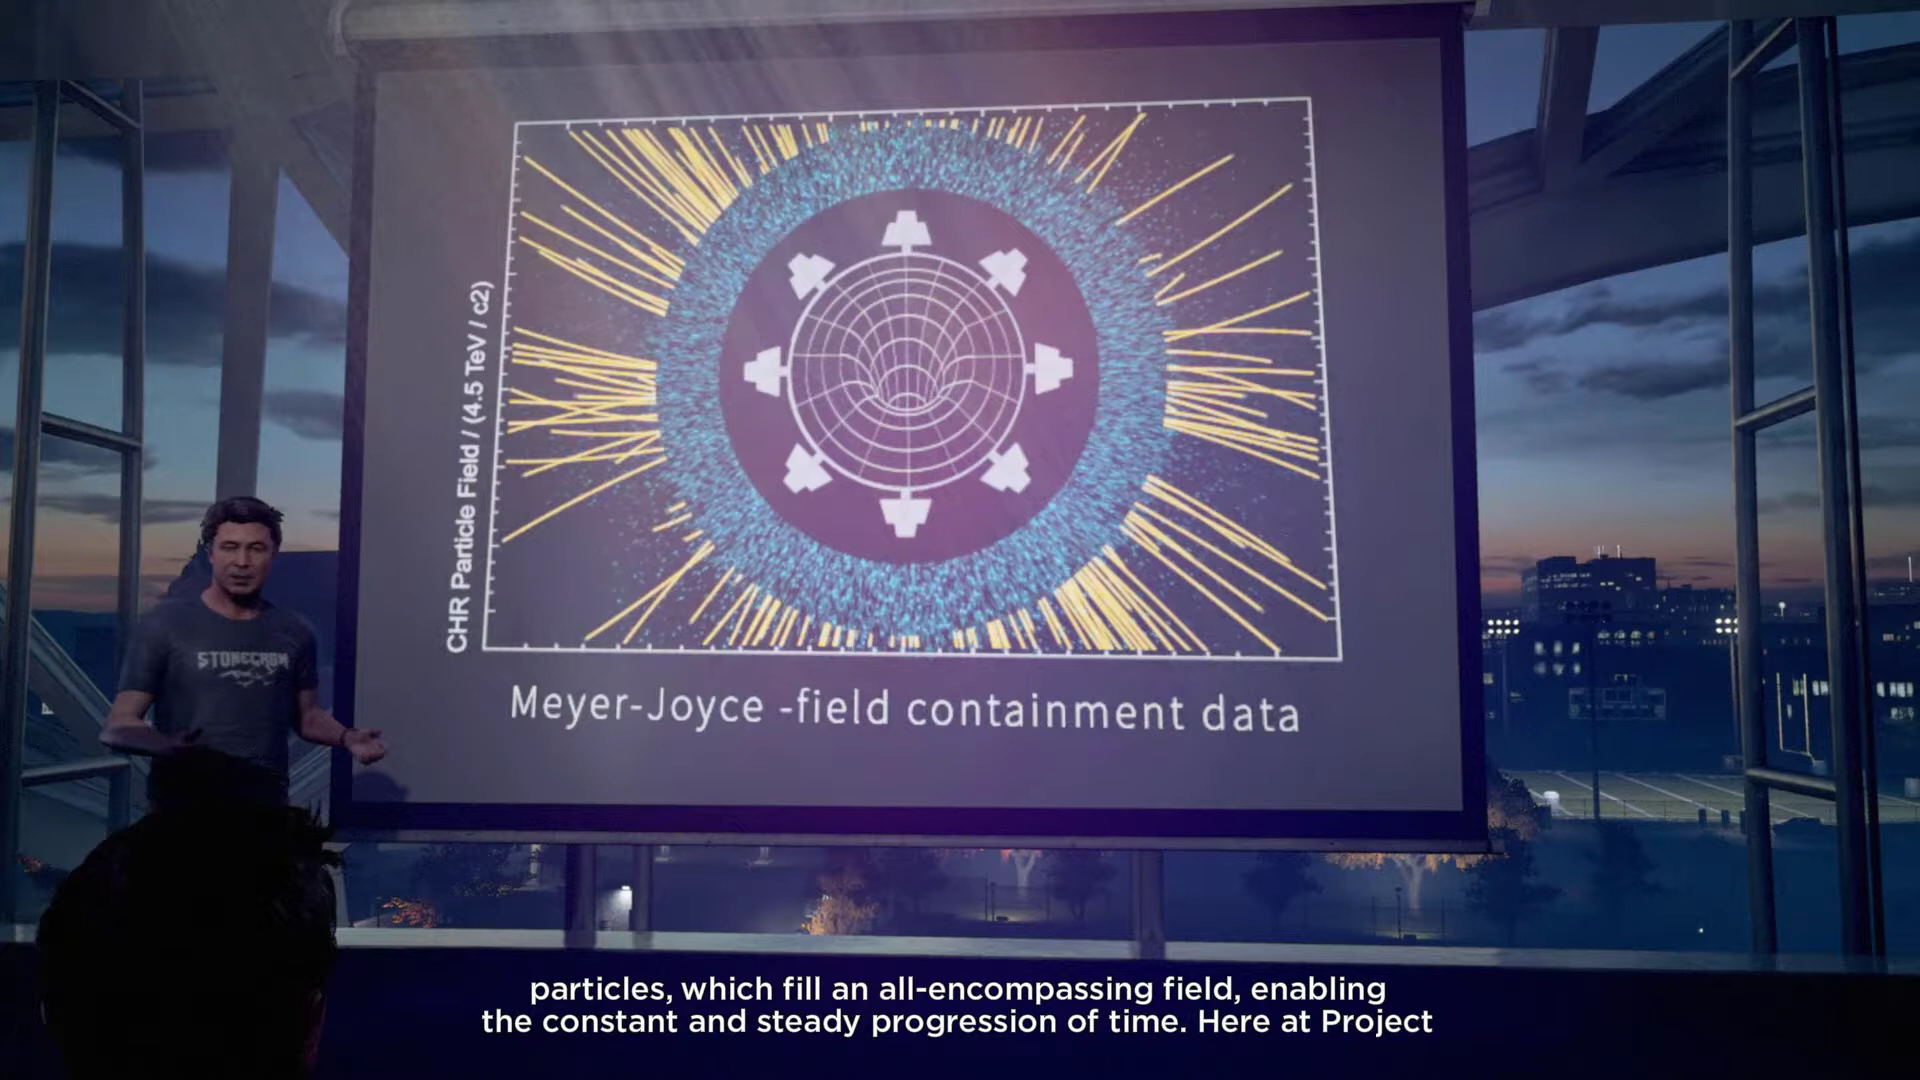 CHR Particle Field / (4.5 TeV / c2)
STONECROW
Meyer-Joyce -field containment data
particles, which fill an all-encompassing field, enabling
the constant and steady progression of time. Here at Project